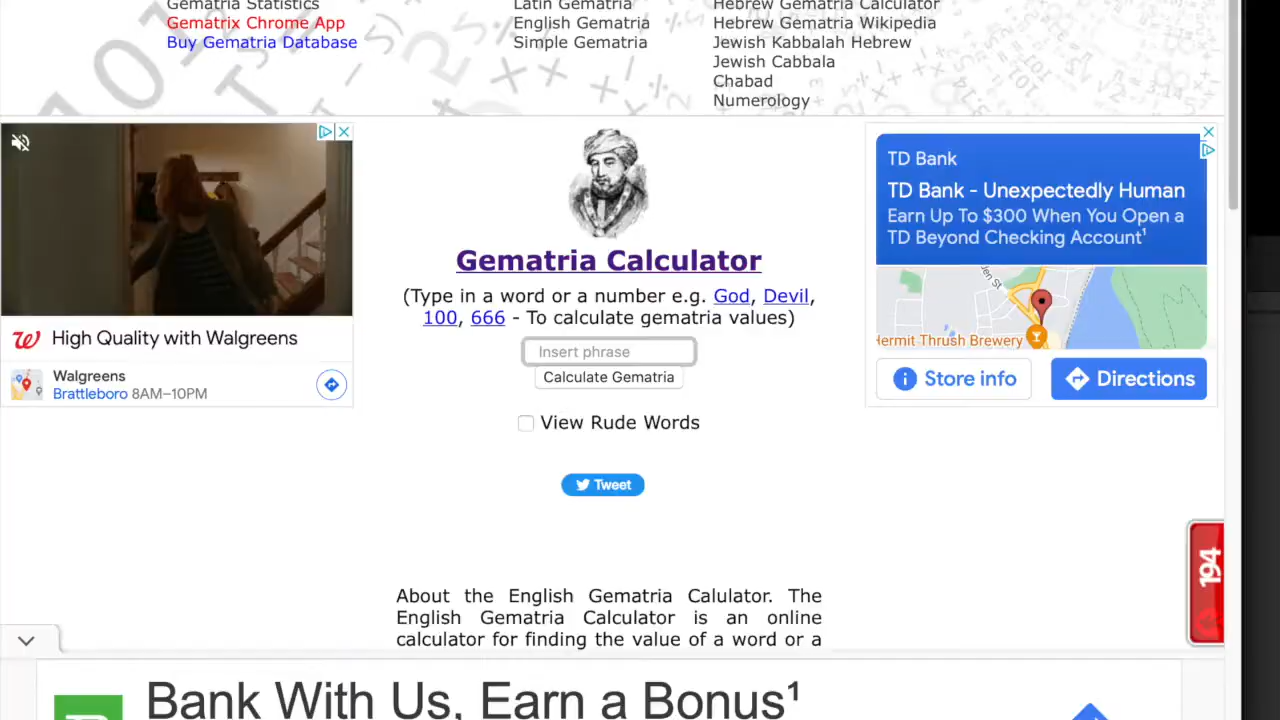 Gematria Statistics
Gematrix Chrome App
Buy Gematria Database
Latin Gematria
English Gematria
Simple Gematria
Hebrew Gematria Calculator
Hebrew Gematria Wikipedia
Jewish Kabbalah Hebrew
Jewish Cabbala
Chabad
Numerology
High Quality with Walgreens
Walgreens
Brattleboro 8AM–10PM
Gematria Calculator
(Type in a word or a number e.g. God, Devil,
100, 666 - To calculate gematria values)
Insert phrase
Calculate Gematria
View Rude Words
Tweet
TD Bank
TD Bank - Unexpectedly Human
Earn Up To $300 When You Open a
TD Beyond Checking Account¹
Hermit Thrush Brewery
Store info
Directions
194
About the English Gematria Calulator. The
English Gematria Calculator is an online
calculator for finding the value of a word or a
Bank With Us, Earn a Bonus¹